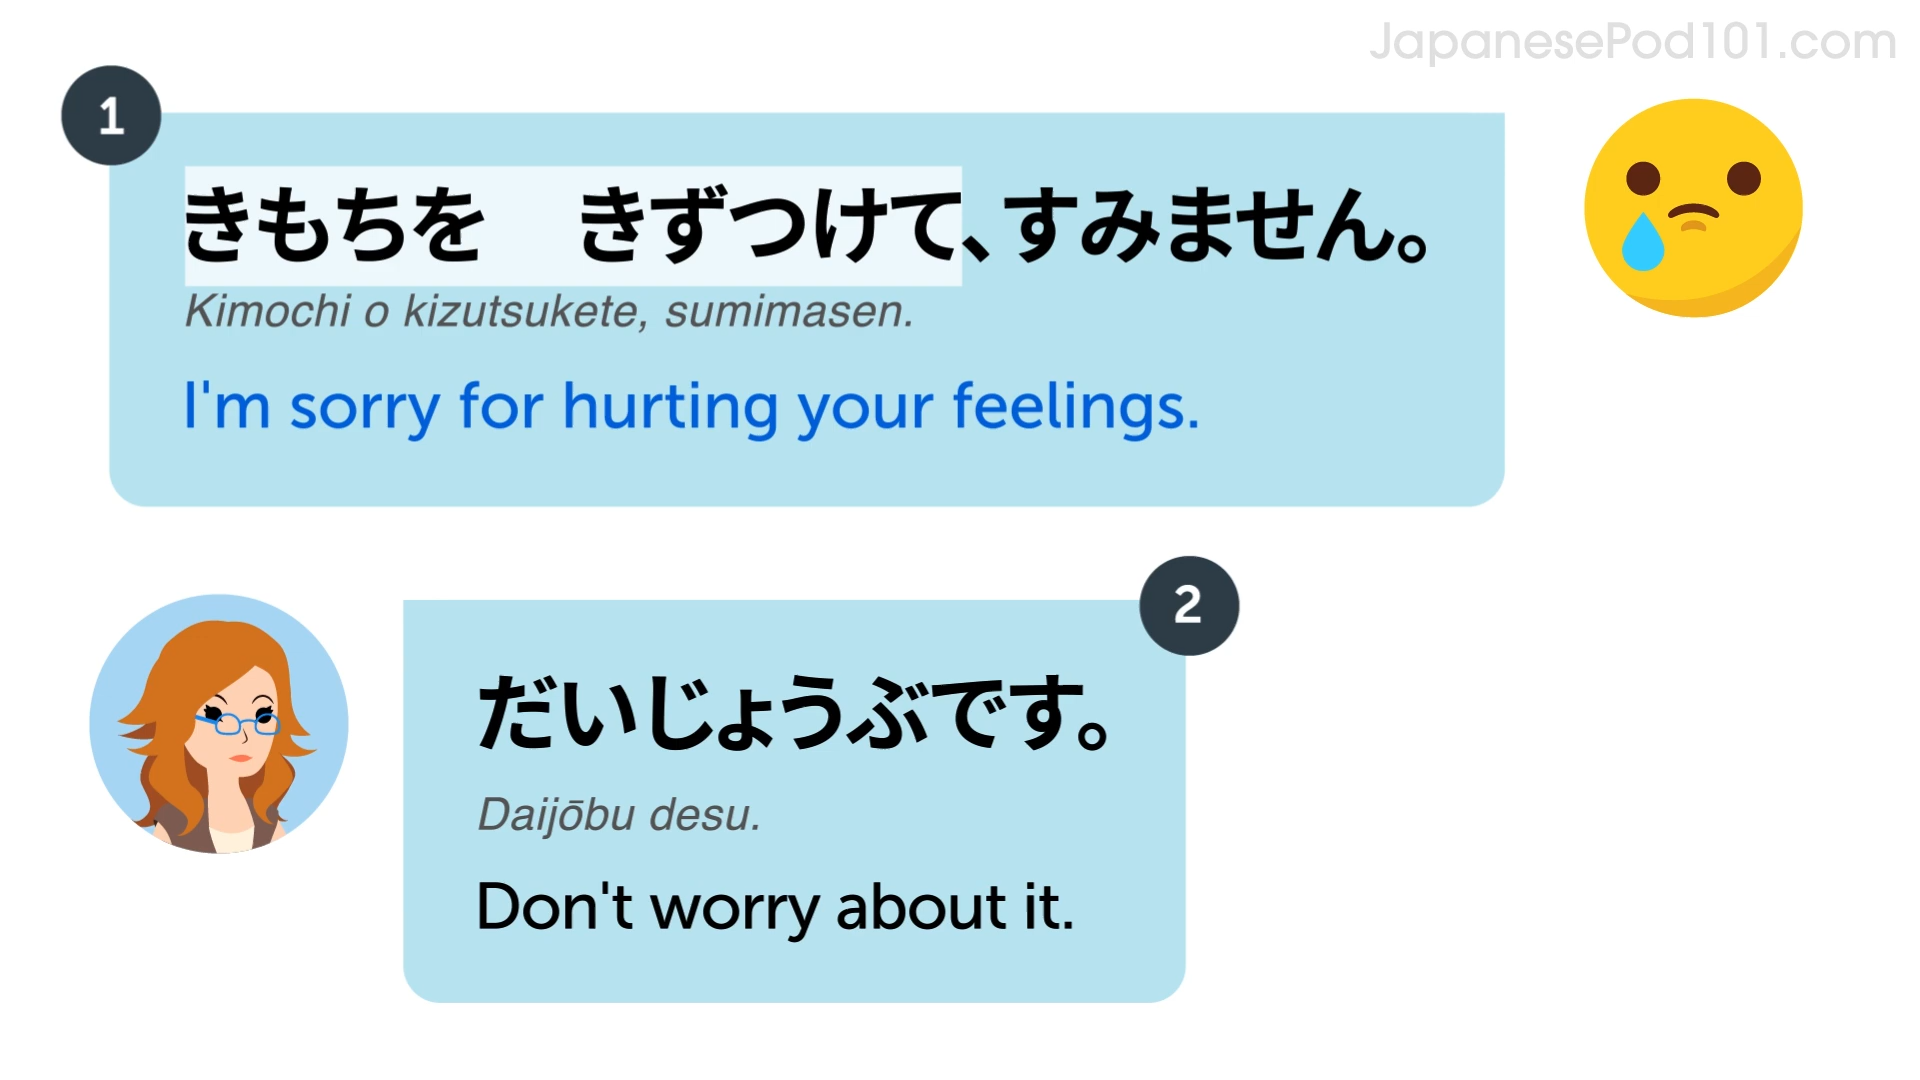 JapanesePod101.com
1
きもちを　きずつけて、すみません。
Kimochi o kizutsukete, sumimasen.
I'm sorry for hurting your feelings.
2
だいじょうぶです。
Daijōbu desu.
Don't worry about it.